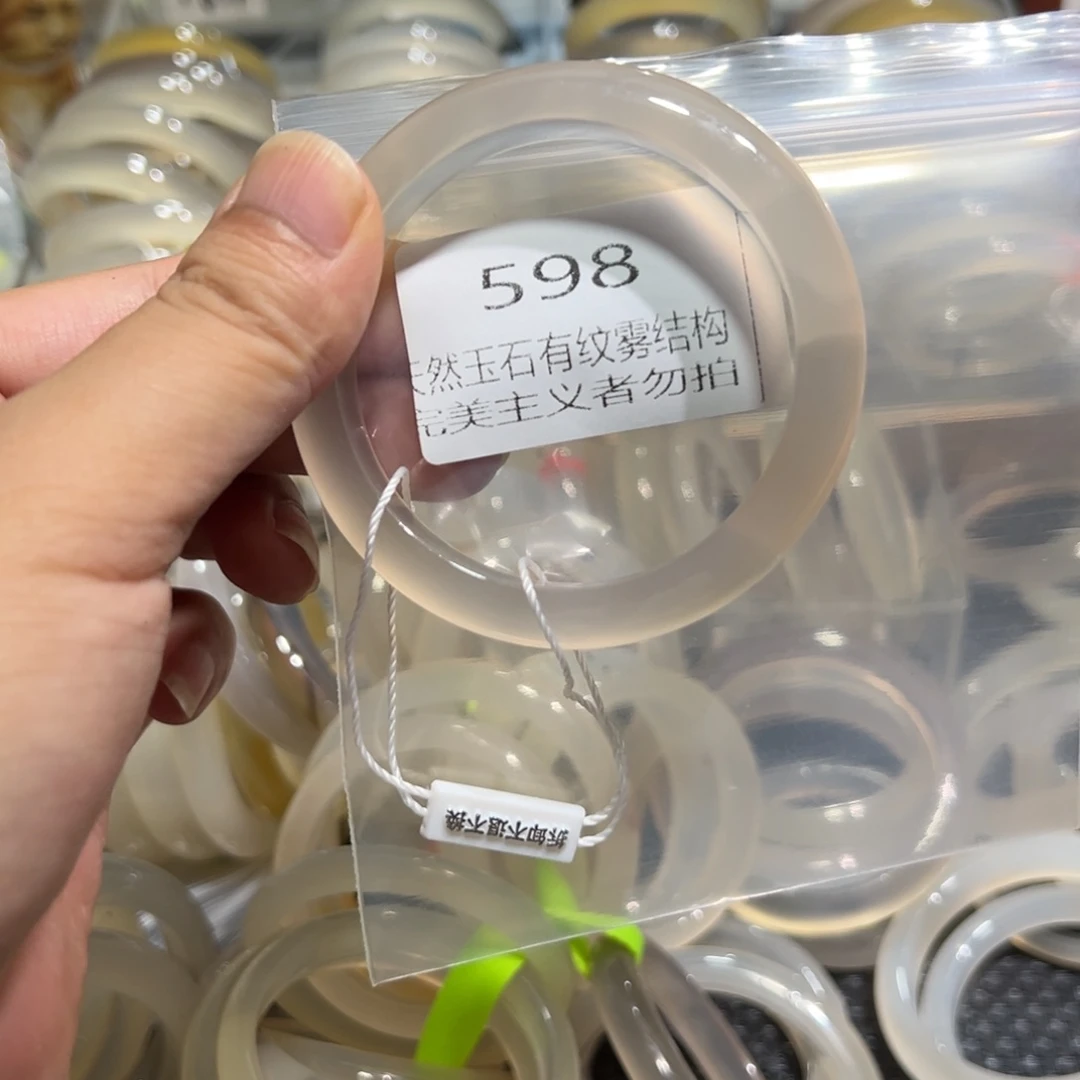 598
天然玉石有纹雾结构
完美主义者勿拍
拆卸不退不换